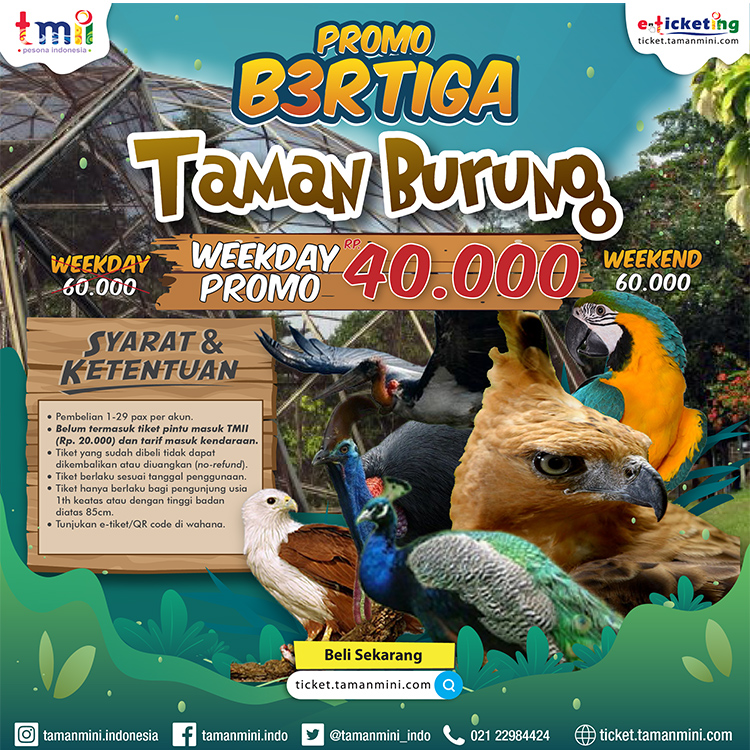 tmii
• pesona indonesia •
e-ticketing
ticket.tamanmini.com
PROMO
B3RTIGA
TAMAN BURUNG
WEEKDAY
60.000
WEEKDAY
PROMO
RP
40.000
WEEKEND
60.000
SYARAT &
KETENTUAN
• Pembelian 1-29 pax per akun.
• Belum termasuk tiket pintu masuk TMII
(Rp. 20.000) dan tarif masuk kendaraan.
• Tiket yang sudah dibeli tidak dapat
dikembalikan atau diuangkan (no-refund).
• Tiket berlaku sesuai tanggal penggunaan.
• Tiket hanya berlaku bagi pengunjung usia
1th keatas atau dengan tinggi badan
diatas 85cm.
• Tunjukan e-tiket/QR code di wahana.
Beli Sekarang
ticket.tamanmini.com
tamanmini.indonesia
tamanmini.indo
@tamanmini_indo
021 22984424
ticket.tamanmini.com